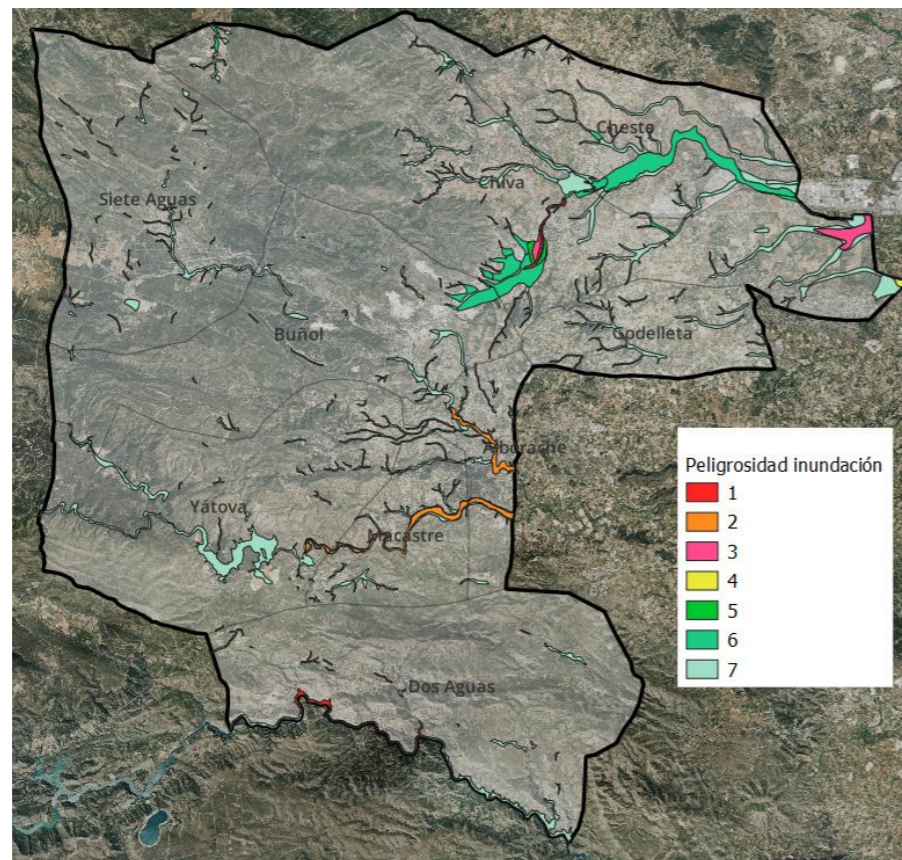 Cheste
Chiva
Siete Aguas
Buñol
Godelleta
Alborache
Yátova
Macastre
Dos Aguas
Peligrosidad inundación
1
2
3
4
5
6
7